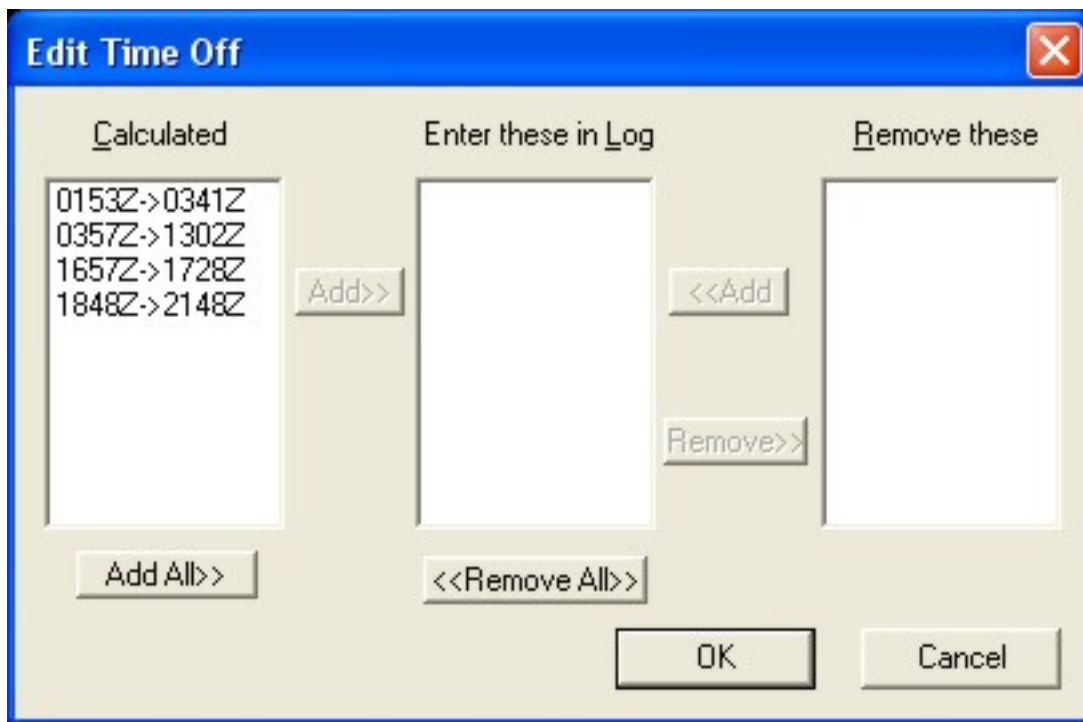 Edit Time Off
Calculated
Enter these in Log
Remove these
0153Z->0341Z
0357Z->1302Z
1657Z->1728Z
1848Z->2148Z
Add>>
<<Add
Remove>>
Add All>>
<<Remove All>>
OK
Cancel